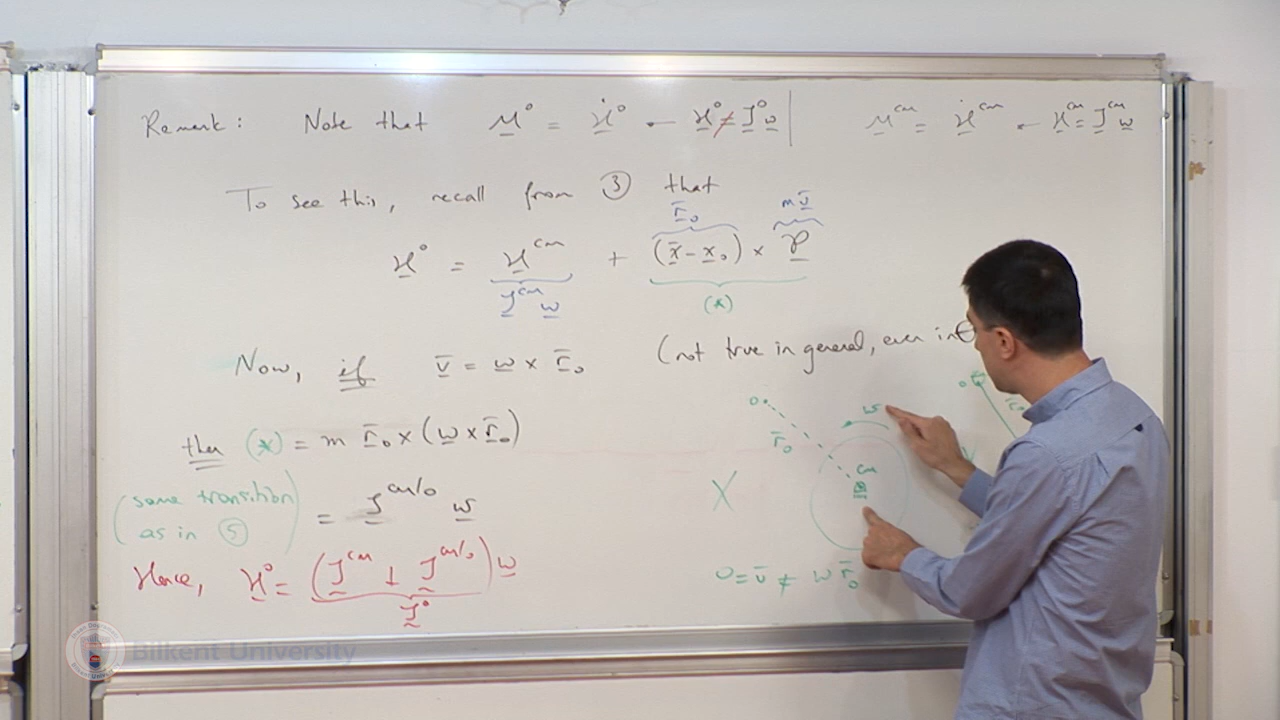 Remark: Note that M° = Ḣ° ← H° ≠ J° w | M^cm = Ḣ^cm ← H^cm = J^cm w
To see this, recall from ③ that
r̄₀ m v̄
H° = H^cm + (x̄ - x₀) × P
J^cm w (*)
Now, if v̄ = w × r̄₀ (not true in general, even in
then (*) = m r̄₀ × (w × r̄₀)
(same transition as in ⑤) = J^cm/o w
Hence, H° = (J^cm + J^cm/o) w
J°
o r̄₀ w cm
X
0 = v̄ ≠ w r̄₀
o r̄₀
Bilkent University